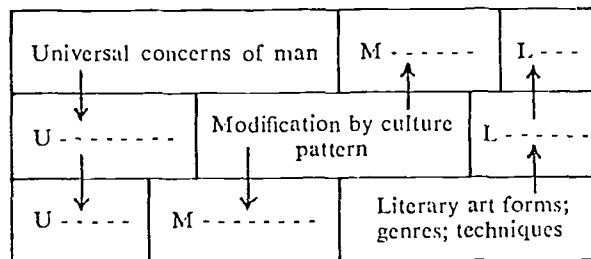 Universal concerns of man
M - - - - - -
L - - -
U - - - - - - - - -
Modification by culture
pattern
L - - - - - -
U - - - - -
M - - - - - - - - -
Literary art forms;
genres; techniques